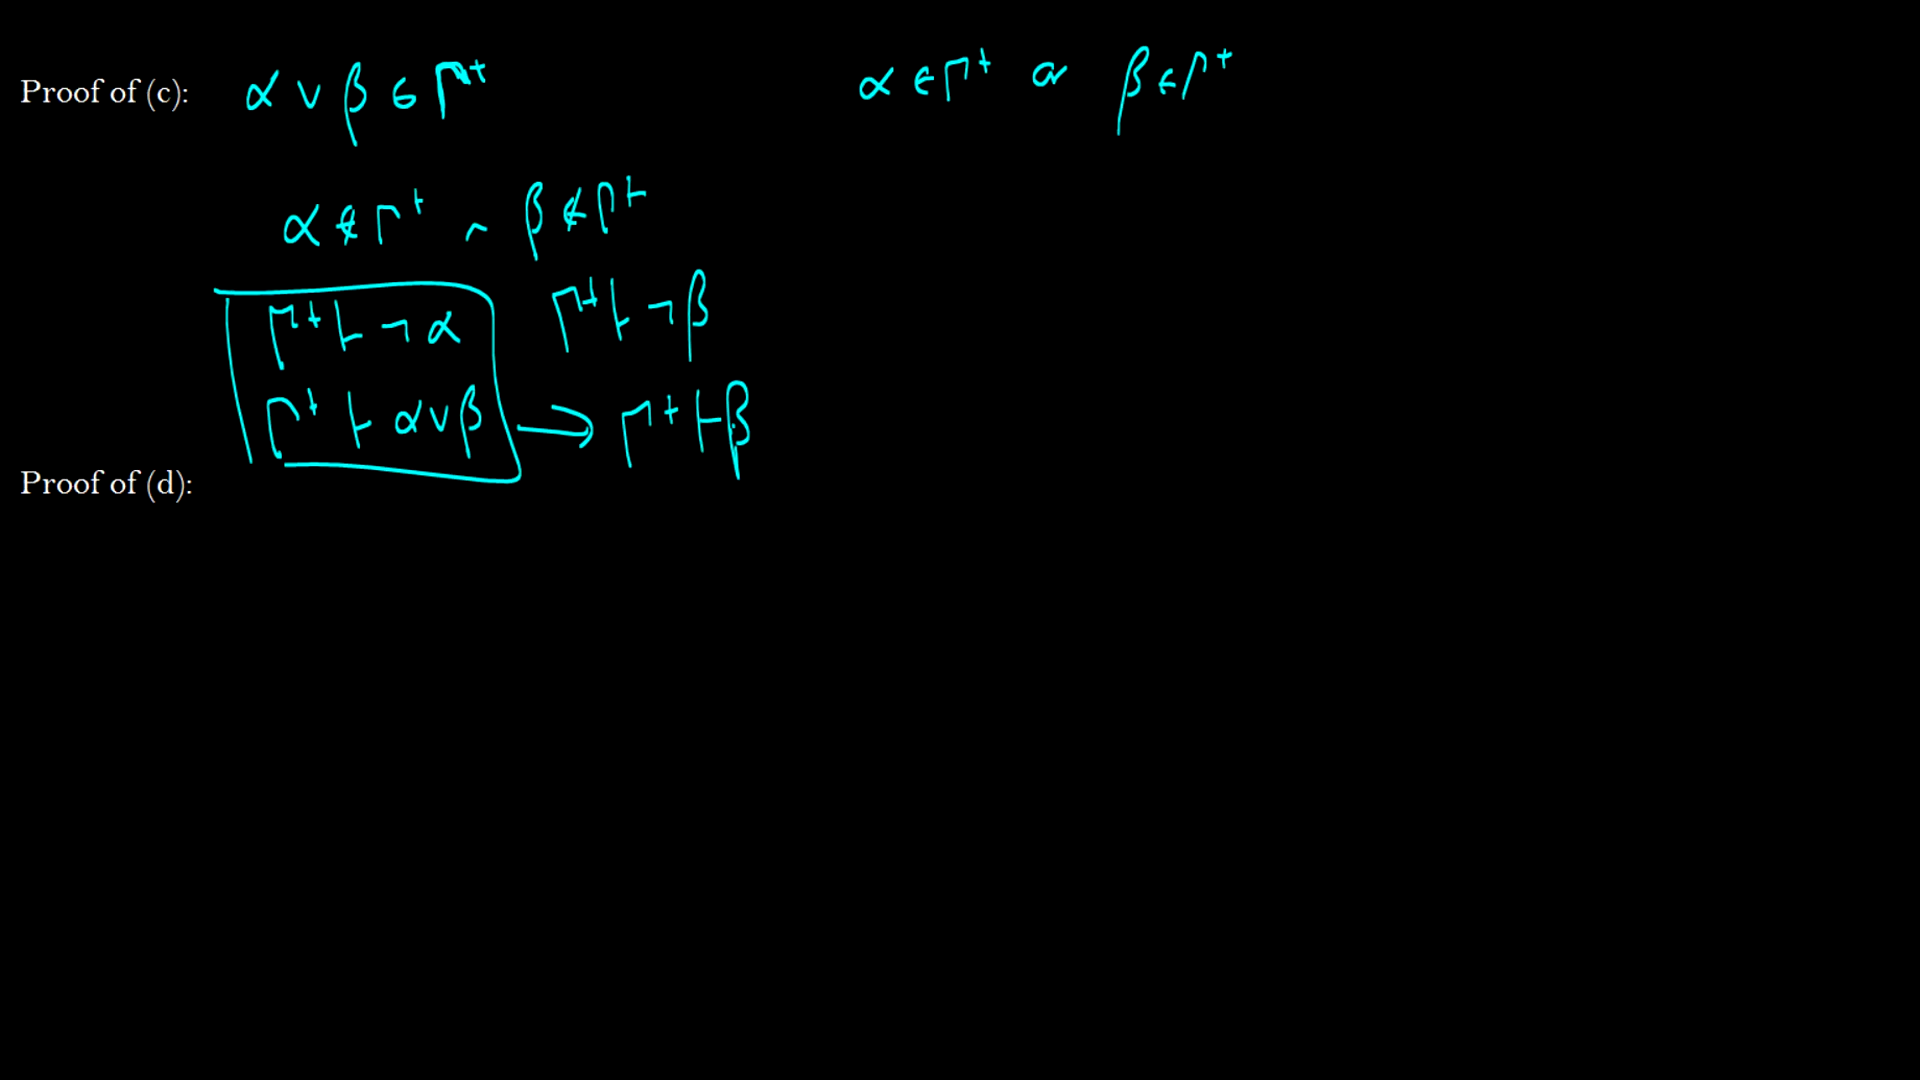 Proof of (c): α ∨ β ∈ Γ⁺ α ∈ Γ⁺ or β ∈ Γ⁺
α ∉ Γ⁺ ∧ β ∉ Γ⁺
Γ⁺ ⊢ ¬α Γ⁺ ⊢ ¬β
Γ⁺ ⊢ α∨β → Γ⁺ ⊢ β
Proof of (d):